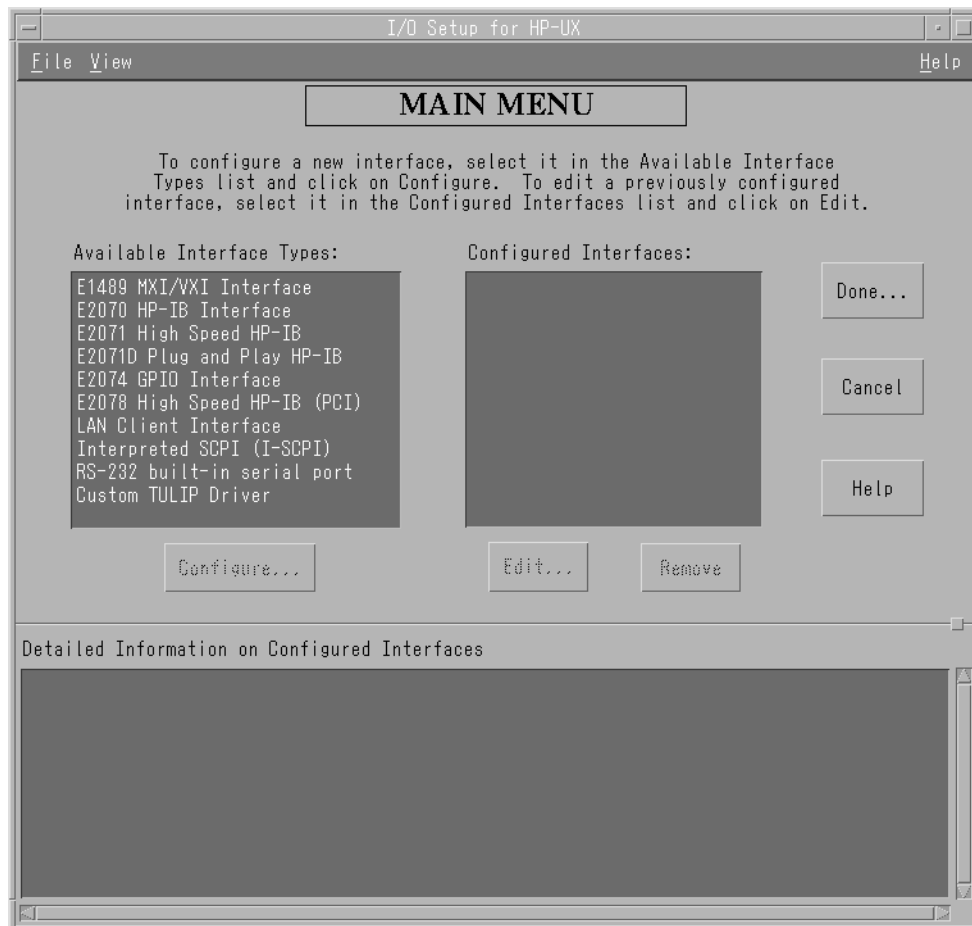 I/O Setup for HP-UX
File View Help
MAIN MENU
To configure a new interface, select it in the Available Interface
Types list and click on Configure.  To edit a previously configured
interface, select it in the Configured Interfaces list and click on Edit.
Available Interface Types:
E1489 MXI/VXI Interface
E2070 HP-IB Interface
E2071 High Speed HP-IB
E2071D Plug and Play HP-IB
E2074 GPIO Interface
E2078 High Speed HP-IB (PCI)
LAN Client Interface
Interpreted SCPI (I-SCPI)
RS-232 built-in serial port
Custom TULIP Driver
Configure...
Configured Interfaces:
Edit...
Remove
Done...
Cancel
Help
Detailed Information on Configured Interfaces